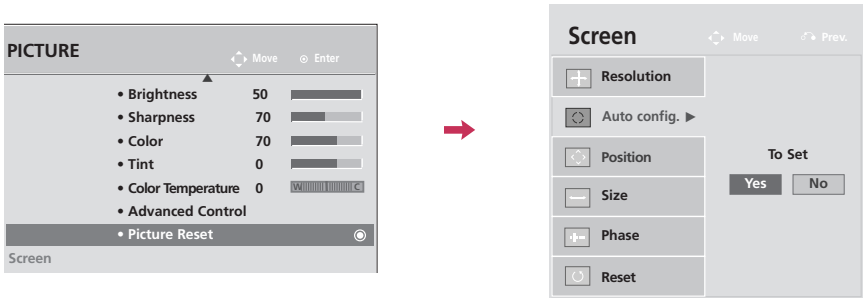 PICTURE
Move
Enter
• Brightness 50
• Sharpness 70
• Color 70
• Tint 0
• Color Temperature 0 W C
• Advanced Control
• Picture Reset
Screen
Screen
Move
Prev.
Resolution
Auto config. ▶
Position
Size
Phase
Reset
To Set
Yes No